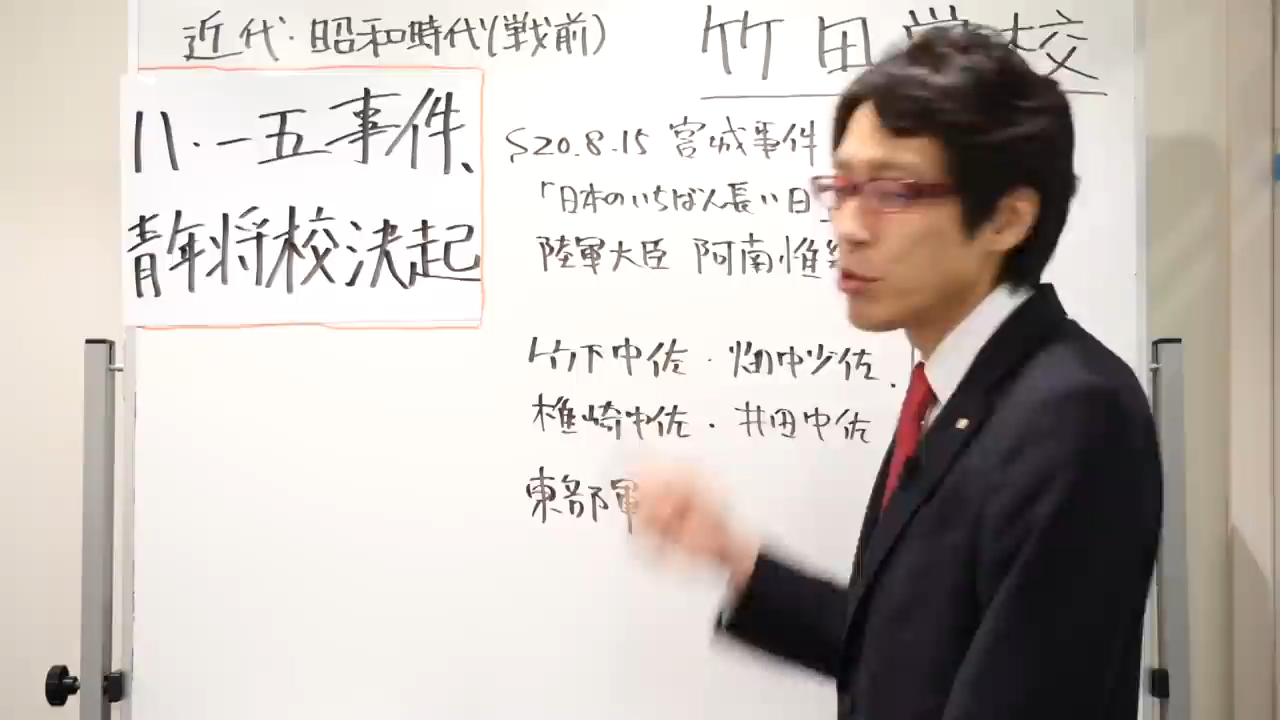 近代・昭和時代(戦前)
竹田学校
八・一五事件、
青年将校決起
S20.8.15 宮城事件
「日本のいちばん長い日」
陸軍大臣 阿南惟幾
竹下中佐・畑中少佐、
椎崎中佐・井田中佐
東部軍